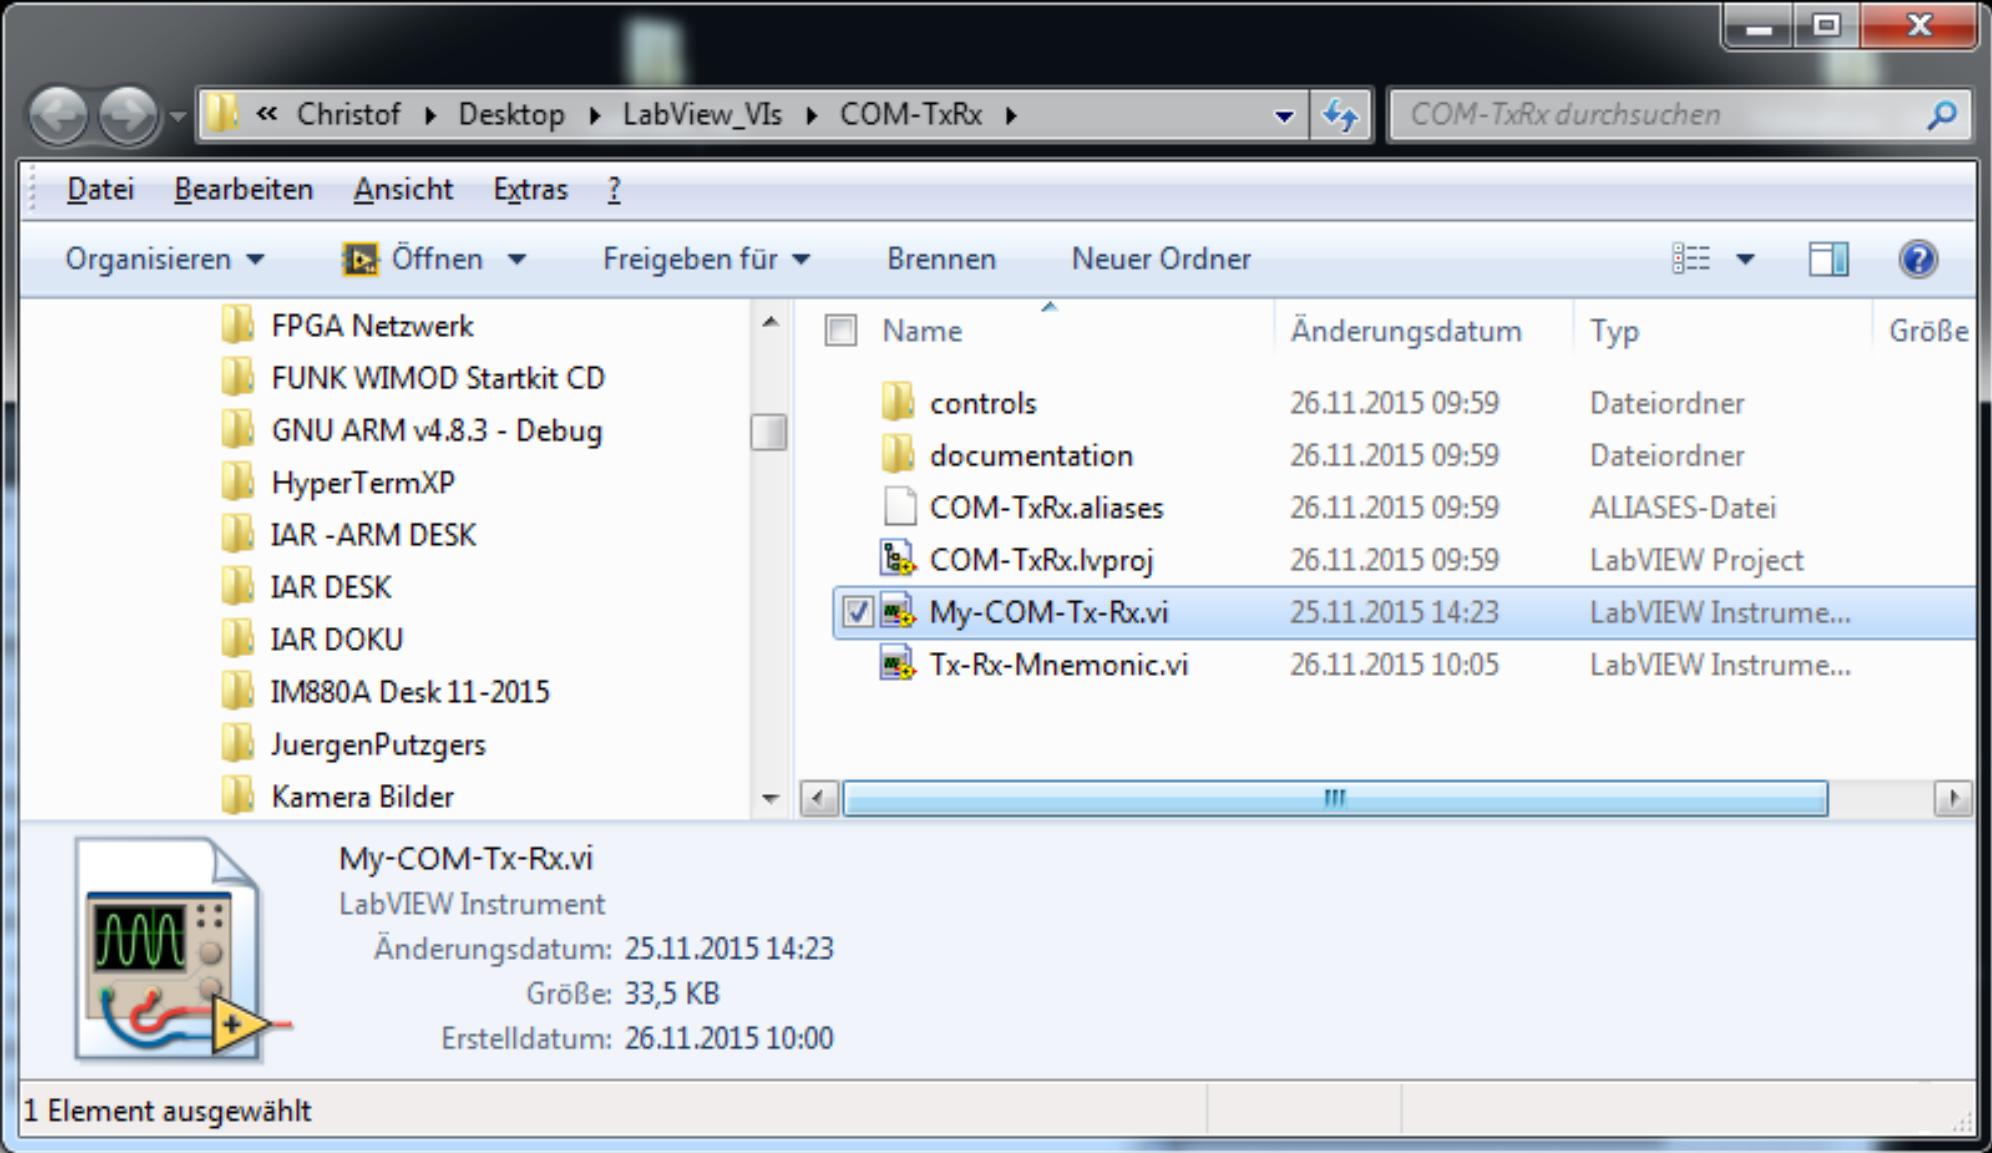 « Christof Desktop LabView_VIs COM-TxRx COM-TxRx durchsuchen
Datei Bearbeiten Ansicht Extras ?
Organisieren Öffnen Freigeben für Brennen Neuer Ordner ?
FPGA Netzwerk
FUNK WIMOD Startkit CD
GNU ARM v4.8.3 - Debug
HyperTermXP
IAR -ARM DESK
IAR DESK
IAR DOKU
IM880A Desk 11-2015
JuergenPutzgers
Kamera Bilder
Name Änderungsdatum Typ Größe
controls 26.11.2015 09:59 Dateiordner
documentation 26.11.2015 09:59 Dateiordner
COM-TxRx.aliases 26.11.2015 09:59 ALIASES-Datei
COM-TxRx.lvproj 26.11.2015 09:59 LabVIEW Project
My-COM-Tx-Rx.vi 25.11.2015 14:23 LabVIEW Instrume...
Tx-Rx-Mnemonic.vi 26.11.2015 10:05 LabVIEW Instrume...
My-COM-Tx-Rx.vi
LabVIEW Instrument
Änderungsdatum: 25.11.2015 14:23
Größe: 33,5 KB
Erstelldatum: 26.11.2015 10:00
1 Element ausgewählt